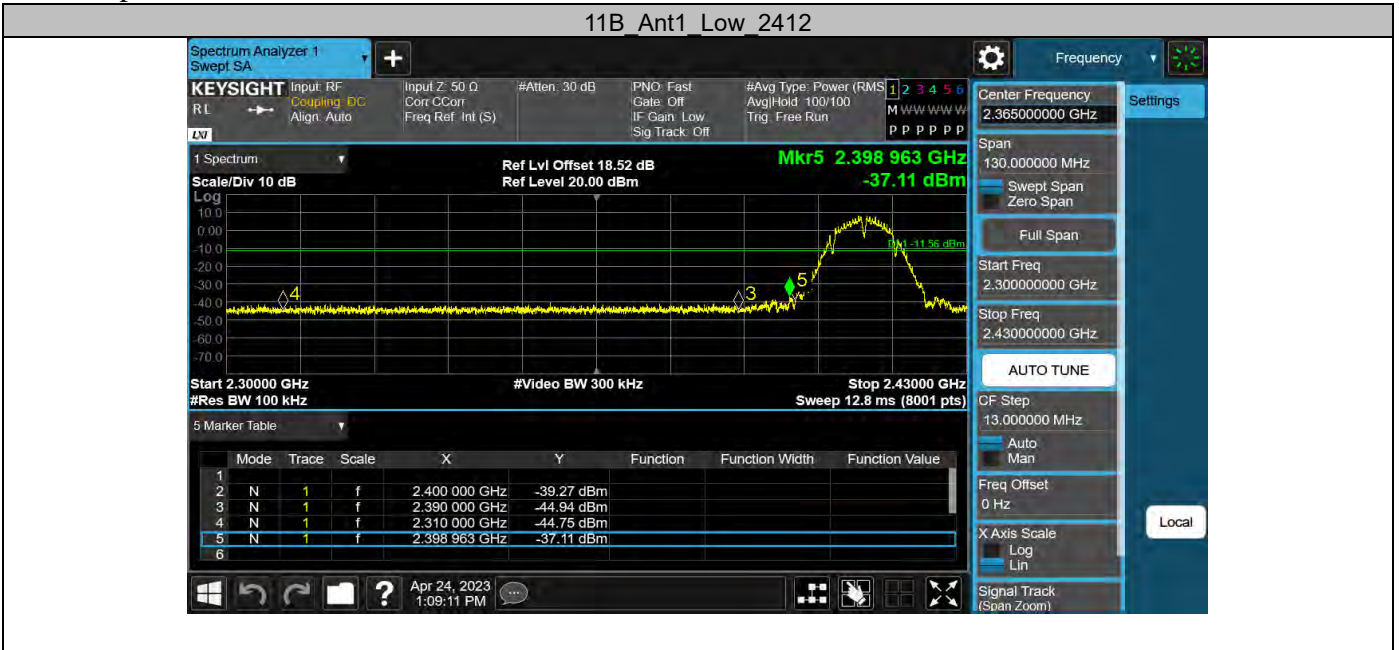 11B_Ant1_Low_2412
Spectrum Analyzer 1
Swept SA
+
Frequency
KEYSIGHT
RL
LXI
Input: RF
Coupling: DC
Align: Auto
Input Z: 50 Ω
Corr CCorr
Freq Ref: Int (S)
#Atten: 30 dB
PNO: Fast
Gate: Off
IF Gain: Low
Sig Track: Off
#Avg Type: Power (RMS
Avg|Hold: 100/100
Trig: Free Run
1 2 3 4 5 6
M W W W W W
P P P P P P
1 Spectrum
Scale/Div 10 dB
Ref Lvl Offset 18.52 dB
Ref Level 20.00 dBm
Mkr5 2.398 963 GHz
-37.11 dBm
Log
10.0
0.00
-10.0
-20.0
-30.0
-40.0
-50.0
-60.0
-70.0
DL1 -11.56 dBm
4
3
5
Start 2.30000 GHz
#Res BW 100 kHz
#Video BW 300 kHz
Stop 2.43000 GHz
Sweep 12.8 ms (8001 pts)
5 Marker Table
Mode Trace Scale X Y Function Function Width Function Value
1
2 N 1 f 2.400 000 GHz -39.27 dBm
3 N 1 f 2.390 000 GHz -44.94 dBm
4 N 1 f 2.310 000 GHz -44.75 dBm
5 N 1 f 2.398 963 GHz -37.11 dBm
6
?
Apr 24, 2023
1:09:11 PM
Center Frequency
2.365000000 GHz
Settings
Span
130.000000 MHz
Swept Span
Zero Span
Full Span
Start Freq
2.300000000 GHz
Stop Freq
2.430000000 GHz
AUTO TUNE
CF Step
13.000000 MHz
Auto
Man
Freq Offset
0 Hz
Local
X Axis Scale
Log
Lin
Signal Track
(Span Zoom)